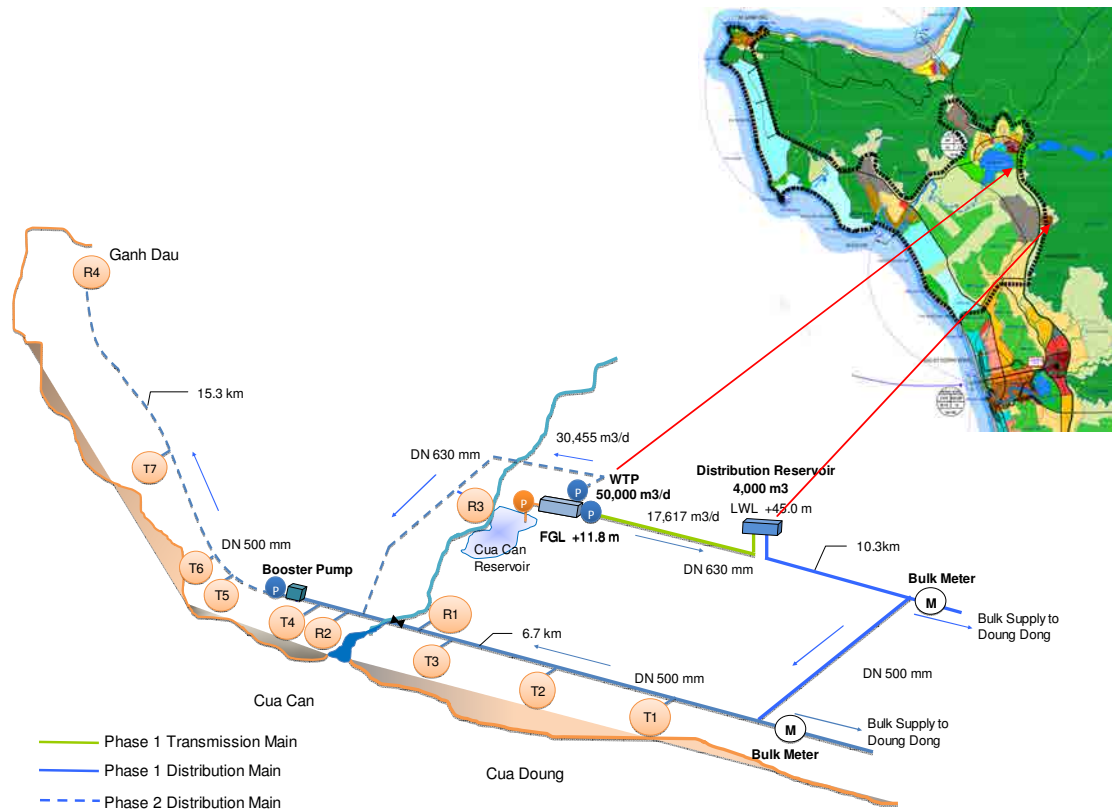 Ganh Dau
R4
15.3 km
30,455 m3/d
DN 630 mm
WTP
50,000 m3/d
Distribution Reservoir
4,000 m3
LWL +45.0 m
T7
R3
P
P
P
17,617 m3/d
FGL +11.8 m
Cua Can
Reservoir
10.3km
DN 630 mm
DN 500 mm
T6
T5
Booster Pump
P
Bulk Meter
M
Bulk Supply to
Doung Dong
T4
R2
R1
T3
6.7 km
DN 500 mm
DN 500 mm
T2
T1
M
Bulk Meter
Bulk Supply to
Doung Dong
Cua Can
Cua Doung
Phase 1 Transmission Main
Phase 1 Distribution Main
Phase 2 Distribution Main